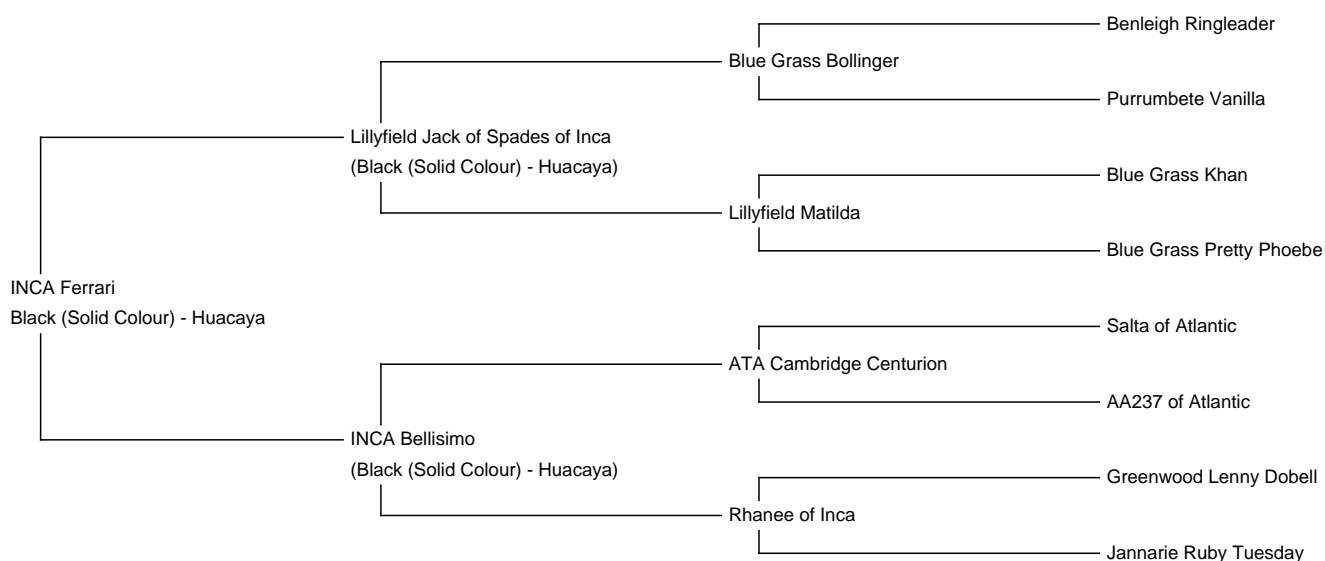 Benleigh Ringleader
Blue Grass Bollinger
Purrumbete Vanilla
Lillyfield Jack of Spades of Inca
(Black (Solid Colour) - Huacaya)
Blue Grass Khan
Lillyfield Matilda
Blue Grass Pretty Phoebe
INCA Ferrari
Black (Solid Colour) - Huacaya
Salta of Atlantic
ATA Cambridge Centurion
AA237 of Atlantic
INCA Bellisimo
(Black (Solid Colour) - Huacaya)
Greenwood Lenny Dobell
Rhanee of Inca
Jannarie Ruby Tuesday